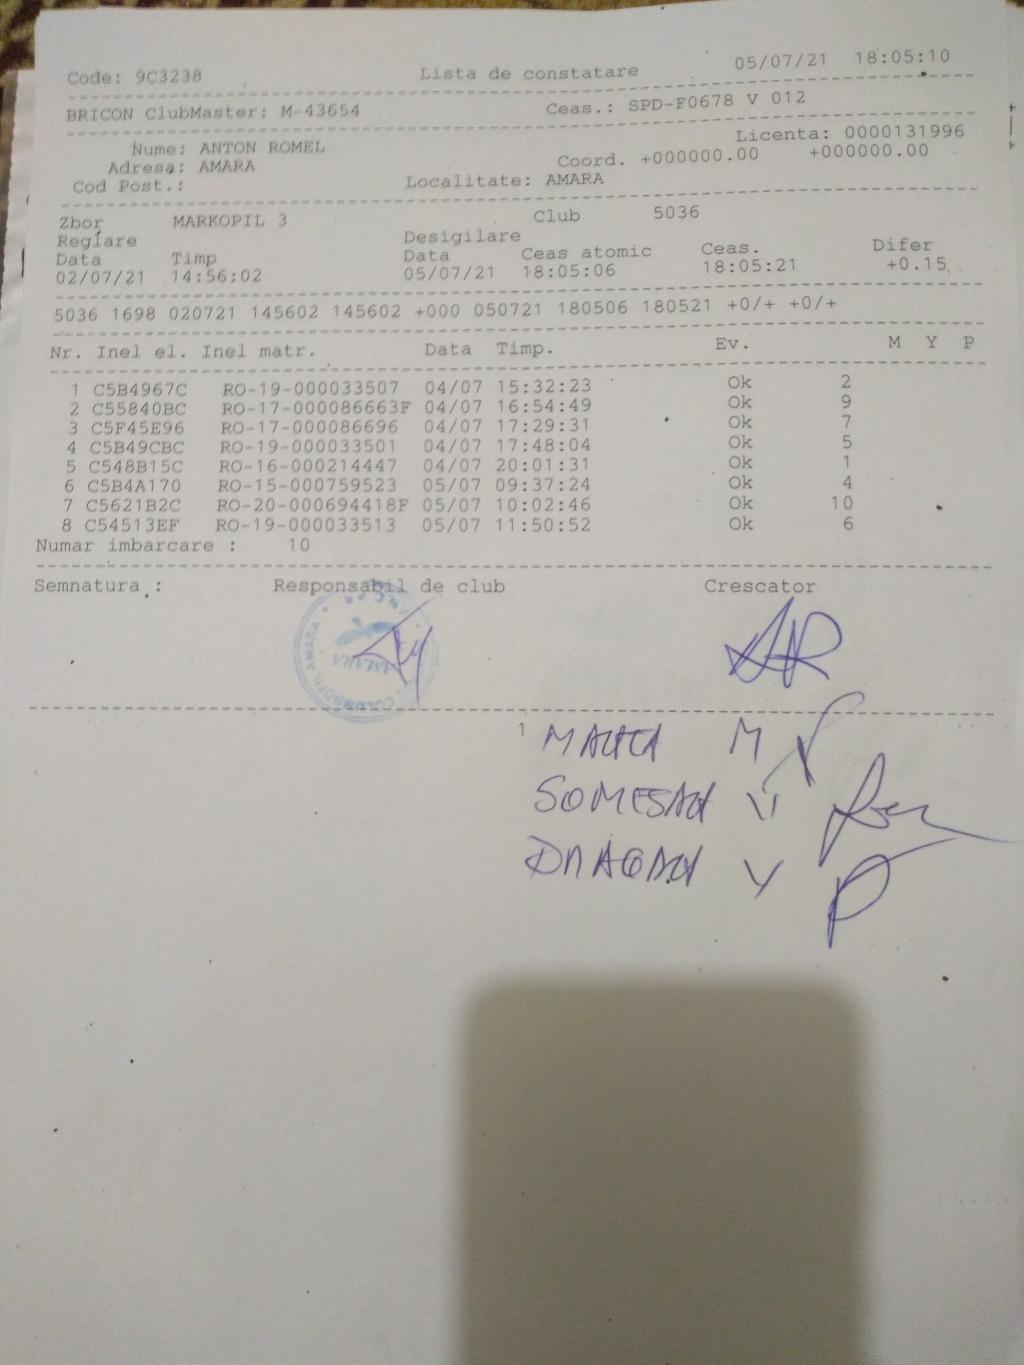 Code: 9C3238 Lista de constatare 05/07/21 18:05:10
BRICON ClubMaster: M-43654 Ceas.: SPD-F0678 V 012
Licenta: 0000131996
Nume: ANTON ROMEL
Adresa: AMARA Coord. +000000.00 +000000.00
Cod Post.: Localitate: AMARA
Zbor MARKOPIL 3 Club 5036
Reglare Desigilare
Data Timp Data Ceas atomic Ceas. Difer
02/07/21 14:56:02 05/07/21 18:05:06 18:05:21 +0.15
5036 1698 020721 145602 145602 +000 050721 180506 180521 +0/+ +0/+
Nr. Inel el. Inel matr. Data Timp. Ev. M Y P
1 C5B4967C RO-19-000033507 04/07 15:32:23 Ok 2
2 C55840BC RO-17-000086663F 04/07 16:54:49 Ok 9
3 C5F45E96 RO-17-000086696 04/07 17:29:31 Ok 7
4 C5B49CBC RO-19-000033501 04/07 17:48:04 Ok 5
5 C548B15C RO-16-000214447 04/07 20:01:31 Ok 1
6 C5B4A170 RO-15-000759523 05/07 09:37:24 Ok 4
7 C5621B2C RO-20-000694418F 05/07 10:02:46 Ok 10
8 C54513EF RO-19-000033513 05/07 11:50:52 Ok 6
Numar imbarcare : 10
Semnatura : Responsabil de club Crescator
AMARA
1
SOMESAN V
DRAGAN V